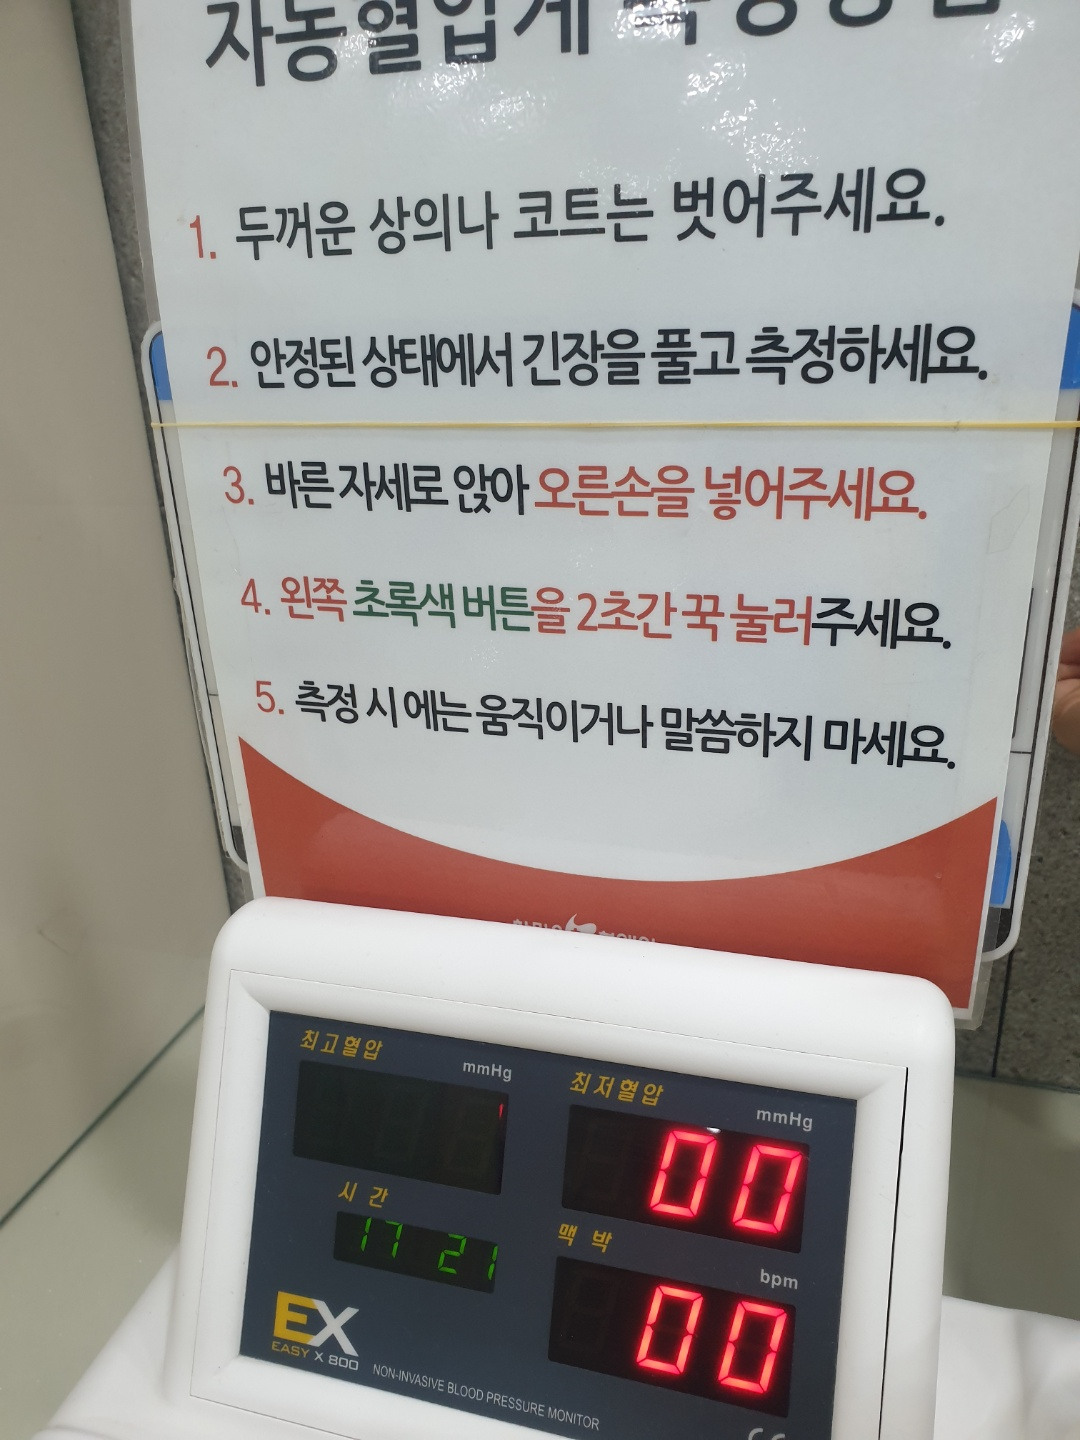 자동혈압계 측정방법
1. 두꺼운 상의나 코트는 벗어주세요.
2. 안정된 상태에서 긴장을 풀고 측정하세요.
3. 바른 자세로 앉아 오른손을 넣어주세요.
4. 왼쪽 초록색 버튼을 2초간 꾹 눌러주세요.
5. 측정 시 에는 움직이거나 말씀하지 마세요.
최고혈압
mmHg
최저혈압
mmHg
00
시 간
17 21
맥 박
bpm
00
EX
EASY X 800
NON-INVASIVE BLOOD PRESSURE MONITOR